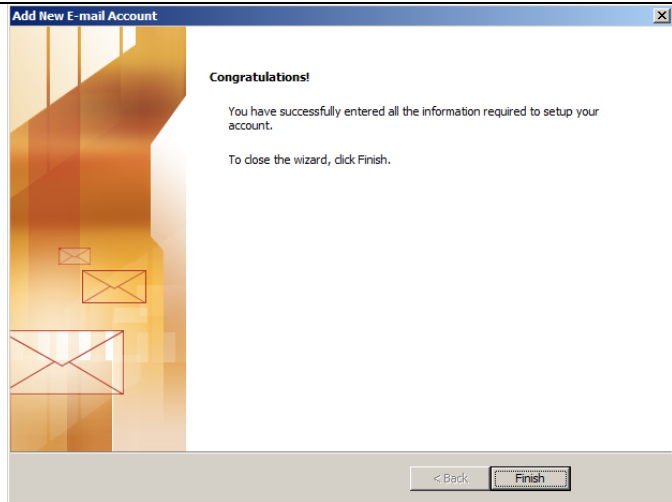 Add New E-mail Account
Congratulations!
You have successfully entered all the information required to setup your
account.
To close the wizard, click Finish.
< Back
Finish